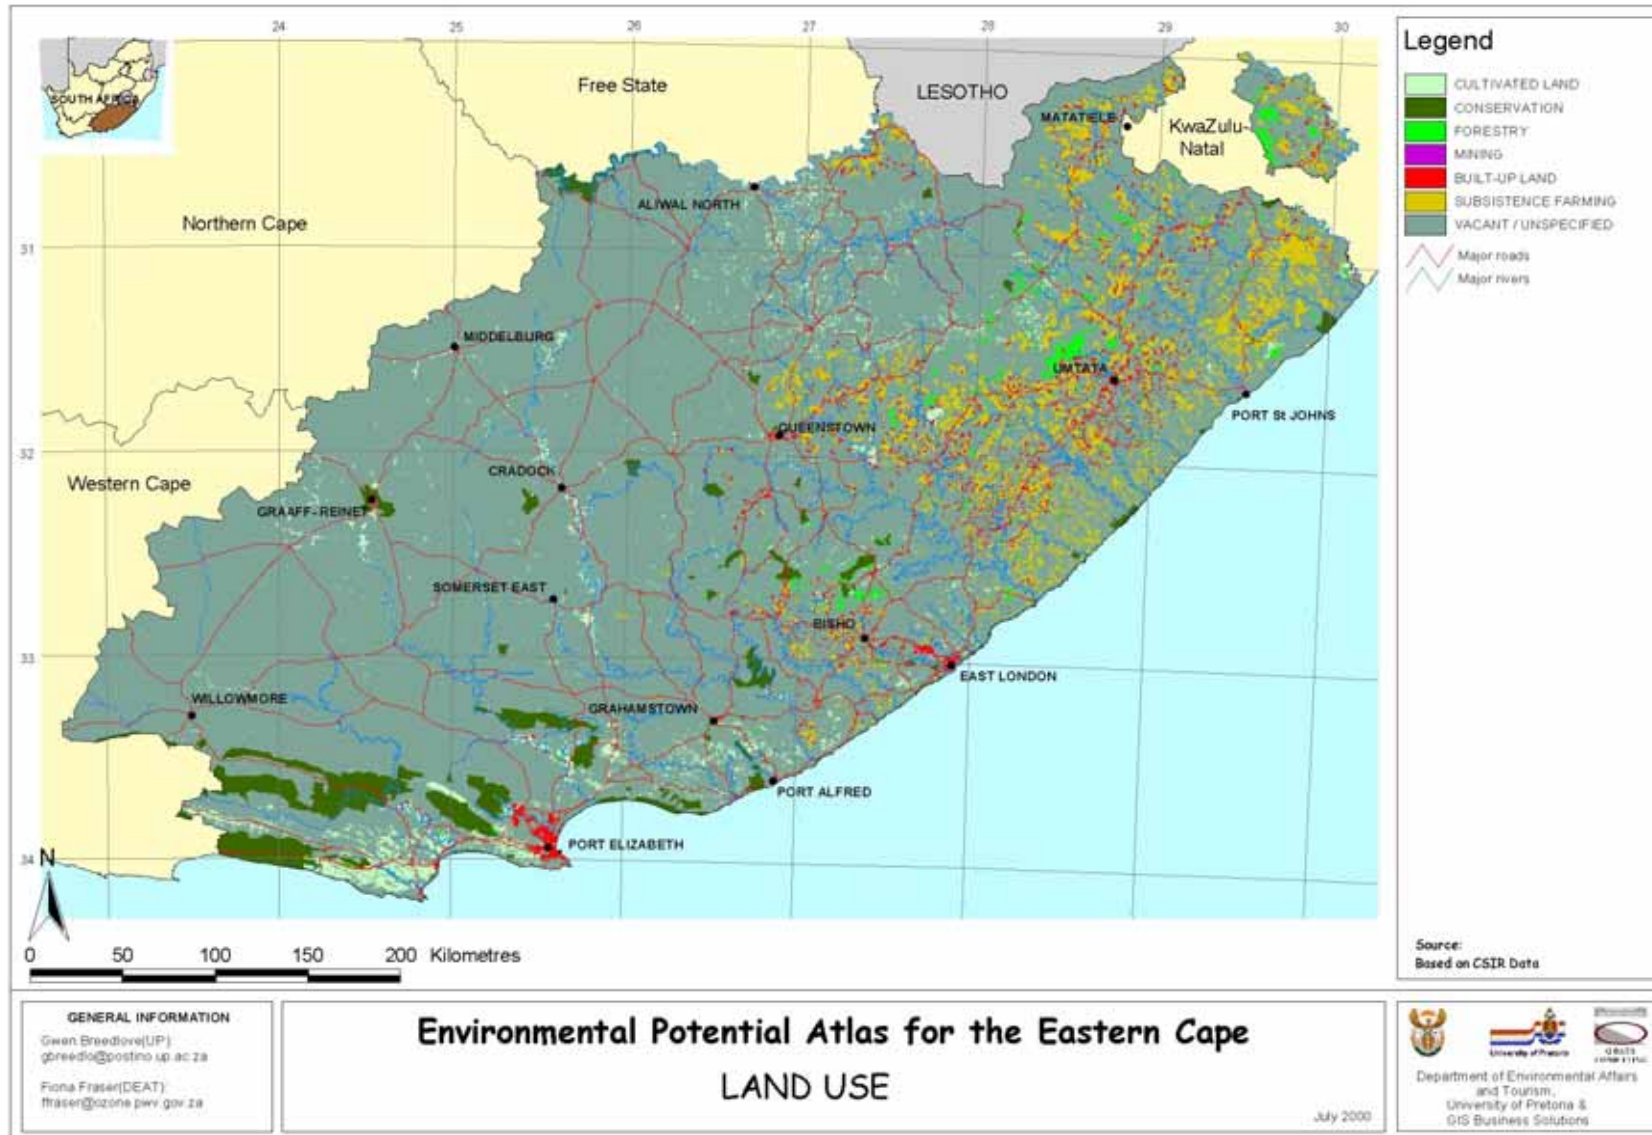 24 25 26 27 28 29 30
Legend
CULTIVATED LAND
CONSERVATION
FORESTRY
MINING
BUILT-UP LAND
SUBSISTENCE FARMING
VACANT / UNSPECIFIED
Major roads
Major rivers
SOUTH AFRICA
Free State
LESOTHO
MATATIELE
KwaZulu-
Natal
ALIWAL NORTH
Northern Cape
31
MIDDELBURG
UMTATA
PORT St JOHNS
QUEENSTOWN
32
CRADOCK
Western Cape
GRAAFF-REINET
SOMERSET EAST
BISHO
33
EAST LONDON
WILLOWMORE
GRAHAMSTOWN
PORT ALFRED
PORT ELIZABETH
34
N
0 50 100 150 200 Kilometres
Source:
Based on CSIR Data
GENERAL INFORMATION
Gwen Breedlove(UP)
gbreedlo@postino.up.ac.za
Fiona Fraser(DEAT)
ffraser@ozone.pwv.gov.za
Environmental Potential Atlas for the Eastern Cape
LAND USE
July 2000
University of Pretoria
Department of Environmental Affairs
and Tourism,
University of Pretoria &
GIS Business Solutions